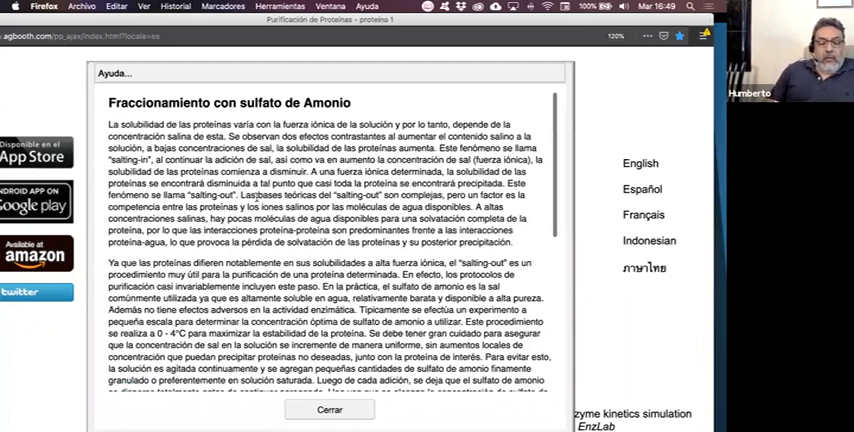 Firefox Archivo Editar Ver Historial Marcadores Herramientas Ventana Ayuda 100% Mar 16:49
Purificación de Proteínas - proteína 1
.agbooth.com/pp_ajax/index.html?locale=es 120%
Humberto
Ayuda...
Fraccionamiento con sulfato de Amonio
La solubilidad de las proteínas varía con la fuerza iónica de la solución y por lo tanto, depende de la
concentración salina de esta. Se observan dos efectos contrastantes al aumentar el contenido salino a la
solución, a bajas concentraciones de sal, la solubilidad de las proteínas aumenta. Este fenómeno se llama
"salting-in", al continuar la adición de sal, así como va en aumento la concentración de sal (fuerza iónica), la
solubilidad de las proteínas comienza a disminuir. A una fuerza iónica determinada, la solubilidad de las
proteínas se encontrará disminuida a tal punto que casi toda la proteína se encontrará precipitada. Este
fenómeno se llama "salting-out". Las bases teóricas del "salting-out" son complejas, pero un factor es la
competencia entre las proteínas y los iones salinos por las moléculas de agua disponibles. A altas
concentraciones salinas, hay pocas moléculas de agua disponibles para una solvatación completa de la
proteína, por lo que las interacciones proteína-proteína son predominantes frente a las interacciones
proteína-agua, lo que provoca la pérdida de solvatación de las proteínas y su posterior precipitación.
Ya que las proteínas difieren notablemente en sus solubilidades a alta fuerza iónica, el "salting-out" es un
procedimiento muy útil para la purificación de una proteína determinada. En efecto, los protocolos de
purificación casi invariablemente incluyen este paso. En la práctica, el sulfato de amonio es la sal
comúnmente utilizada ya que es altamente soluble en agua, relativamente barata y disponible a alta pureza.
Además no tiene efectos adversos en la actividad enzimática. Típicamente se efectúa un experimento a
pequeña escala para determinar la concentración óptima de sulfato de amonio a utilizar. Este procedimiento
se realiza a 0 - 4°C para maximizar la estabilidad de la proteína. Se debe tener gran cuidado para asegurar
que la concentración de sal en la solución se incremente de manera uniforme, sin aumentos locales de
concentración que puedan precipitar proteínas no deseadas, junto con la proteína de interés. Para evitar esto,
la solución es agitada continuamente y se agregan pequeñas cantidades de sulfato de amonio finamente
granulado o preferentemente en solución saturada. Luego de cada adición, se deja que el sulfato de amonio
Cerrar
Disponible en el
App Store
ANDROID APP ON
Google play
Available at
amazon
twitter
English
Español
Français
Indonesian
ภาษาไทย
zyme kinetics simulation
EnzLab